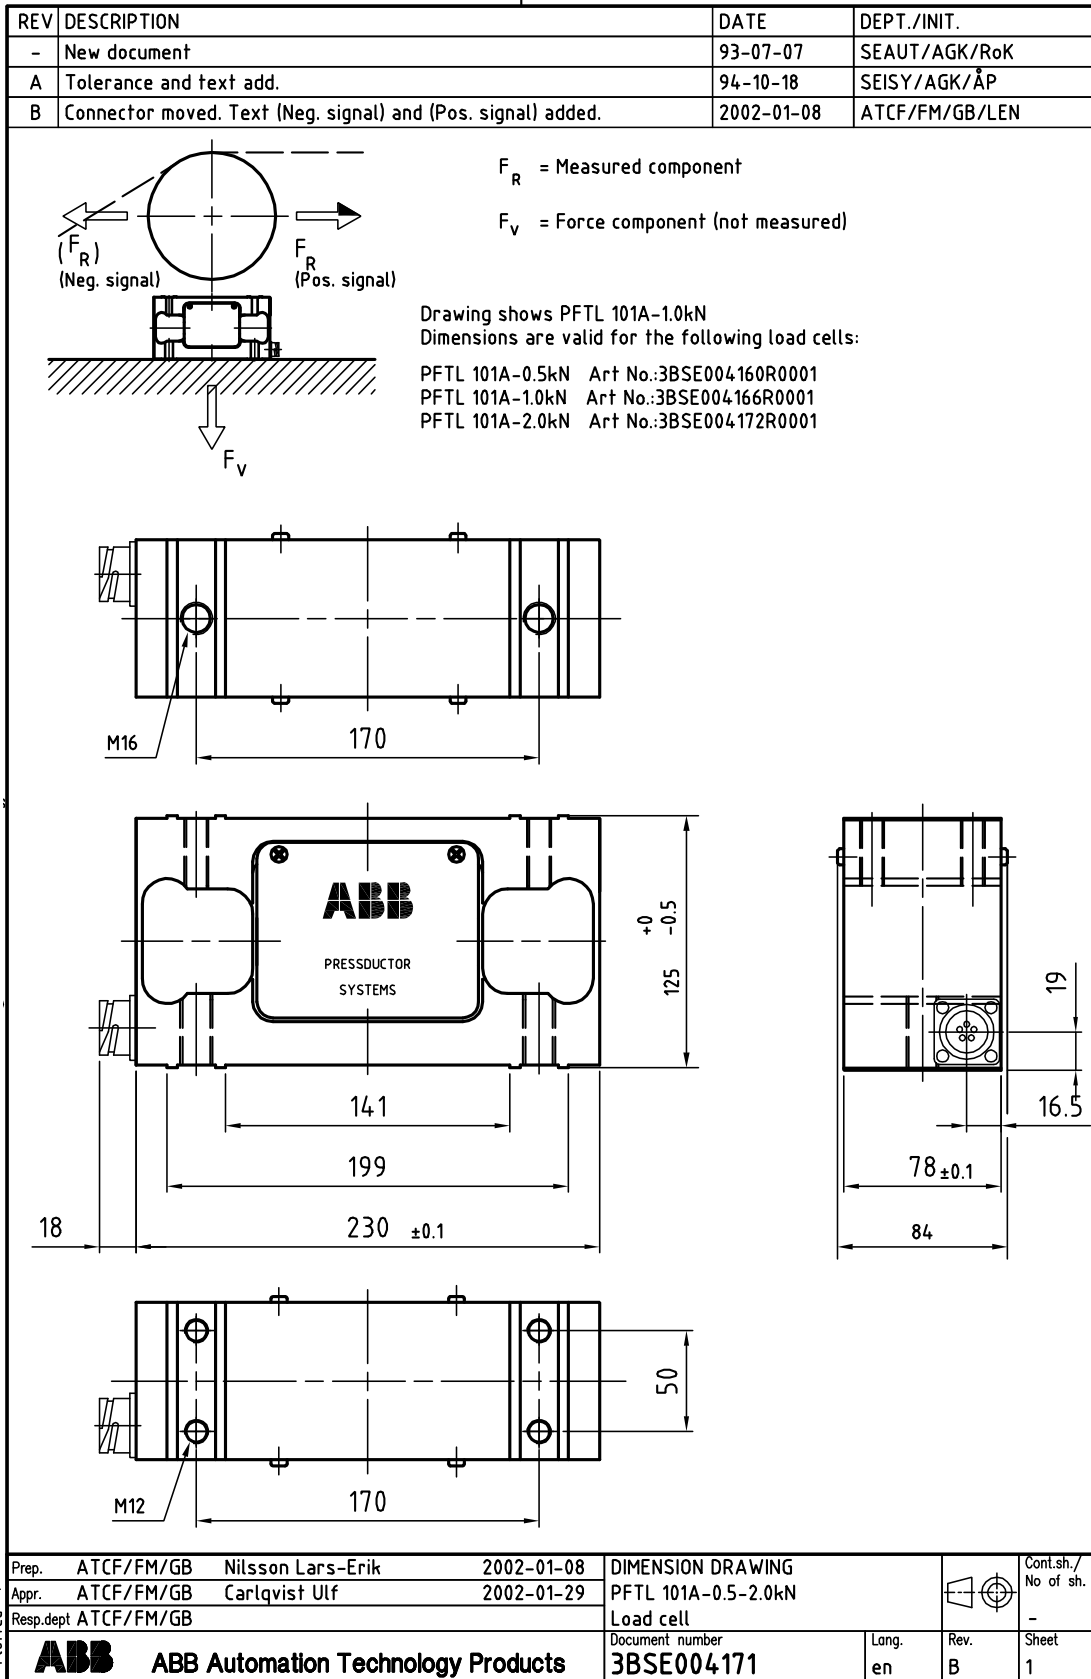 REV DESCRIPTION DATE DEPT./INIT.
- New document 93-07-07 SEAUT/AGK/RoK
A Tolerance and text add. 94-10-18 SEISY/AGK/ÅP
B Connector moved. Text (Neg. signal) and (Pos. signal) added. 2002-01-08 ATCF/FM/GB/LEN
FR = Measured component
FV = Force component (not measured)
(FR)
(Neg. signal)
FR
(Pos. signal)
FV
Drawing shows PFTL 101A-1.0kN
Dimensions are valid for the following load cells:
PFTL 101A-0.5kN Art No.:3BSE004160R0001
PFTL 101A-1.0kN Art No.:3BSE004166R0001
PFTL 101A-2.0kN Art No.:3BSE004172R0001
M16
170
ABB
PRESSDUCTOR
SYSTEMS
125 +0 -0.5
141
199
18
230 ±0.1
19
16.5
78 ±0.1
84
50
M12
170
Prep. ATCF/FM/GB Nilsson Lars-Erik 2002-01-08
Appr. ATCF/FM/GB Carlqvist Ulf 2002-01-29
Resp.dept ATCF/FM/GB
DIMENSION DRAWING
PFTL 101A-0.5-2.0kN
Load cell
Cont.sh./
No of sh.
-
ABB ABB Automation Technology Products
Document number
3BSE004171
Lang.
en
Rev.
B
Sheet
1